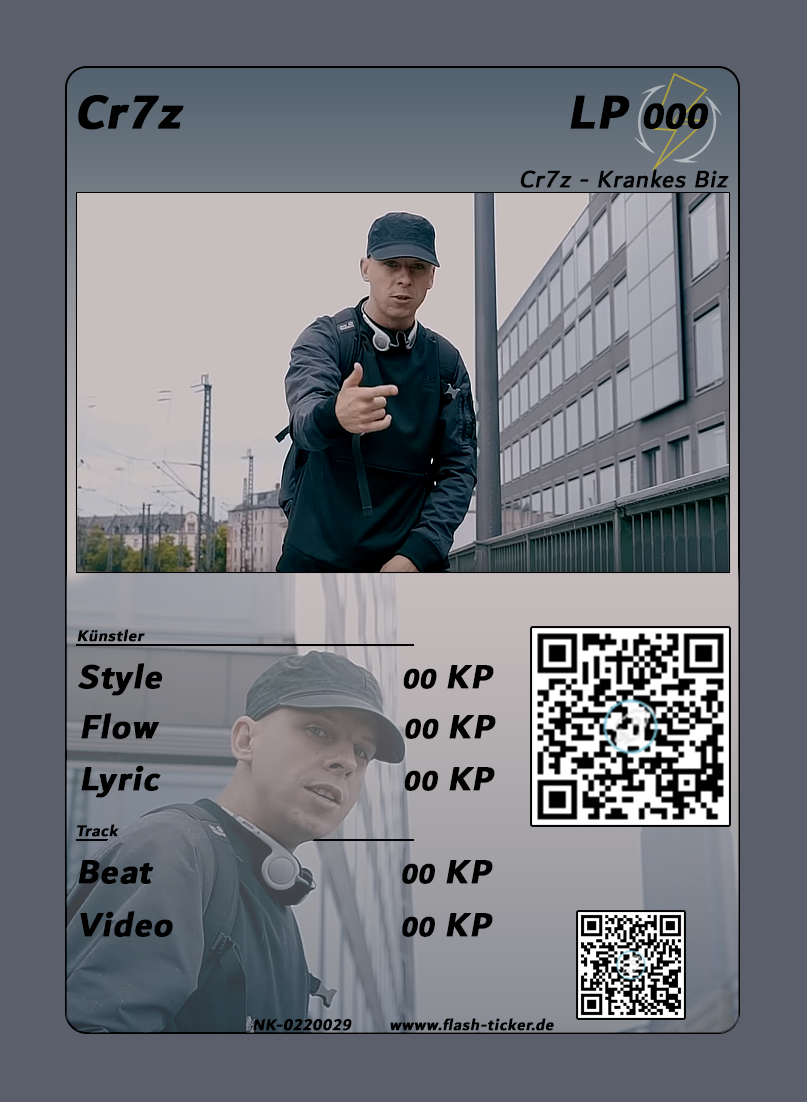 Cr7z
LP 000
Cr7z - Krankes Biz
Künstler
Style 00 KP
Flow 00 KP
Lyric 00 KP
Track
Beat 00 KP
Video 00 KP
NK-0220029 wwww.flash-ticker.de